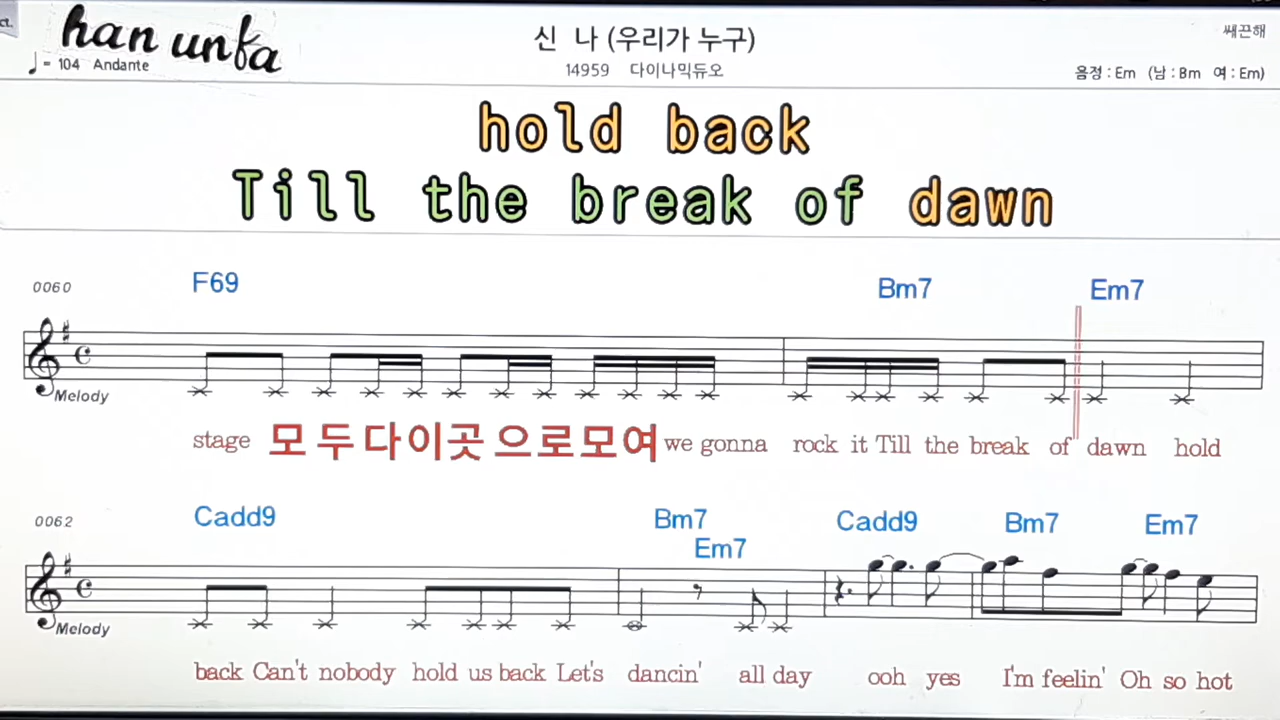 ct.
han unfa
♩ = 104 Andante
신 나 (우리가 누구)
14959 다이나믹듀오
쌔끈해
음정 : Em (남 : Bm 여 : Em)
hold back
Till the break of dawn
0060
F69 Bm7 Em7
Melody
stage 모두다이곳으로모여 we gonna rock it Till the break of dawn hold
0062
Cadd9 Bm7 Em7 Cadd9 Bm7 Em7
Melody
back Can't nobody hold us back Let's dancin' all day ooh yes I'm feelin' Oh so hot